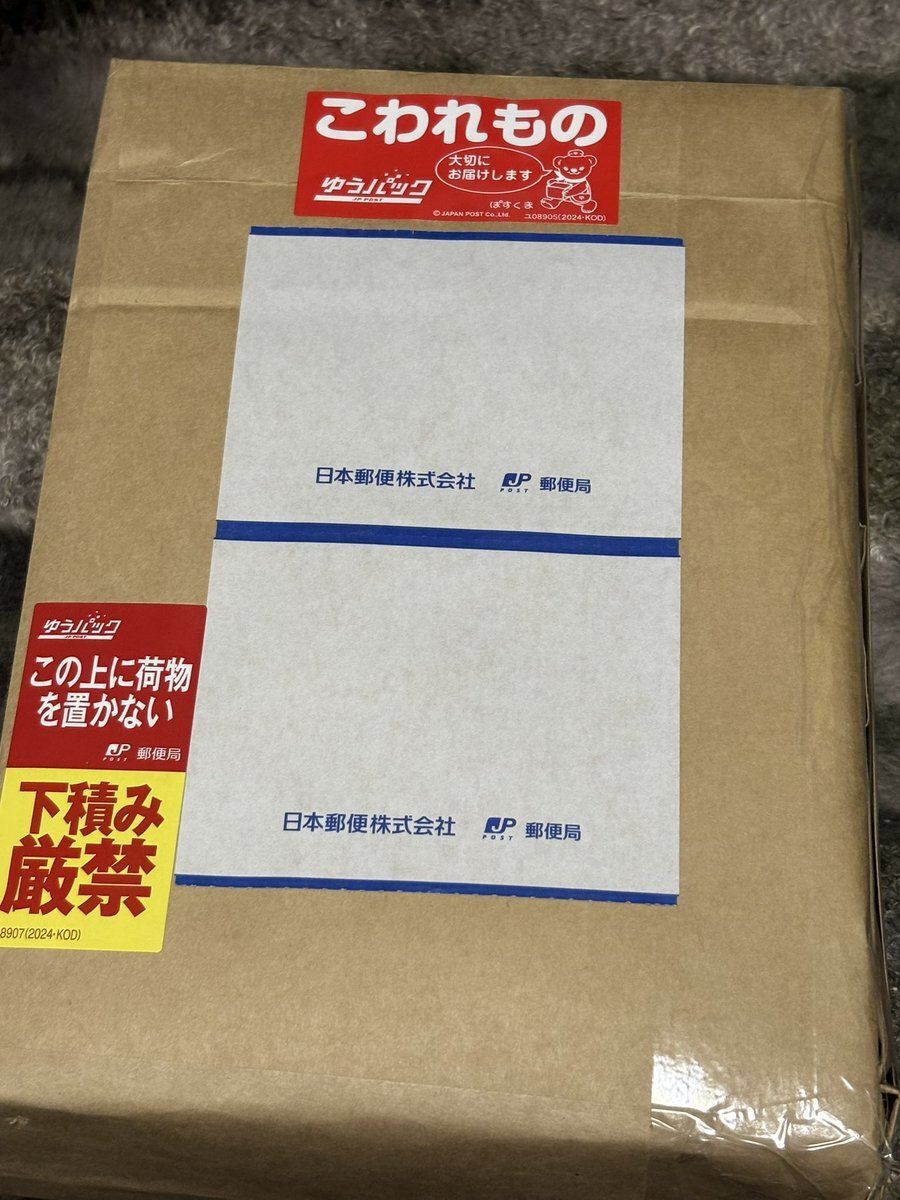 こわれもの
大切に
お届けします
ゆうパック
JP POST
ぽすくま
© JAPAN POST Co.,Ltd.
ユ08905(2024・KOD)
日本郵便株式会社 JP POST 郵便局
ゆうパック
JP POST
この上に荷物
を置かない
JP POST 郵便局
下積み
厳禁
8907(2024・KOD)
日本郵便株式会社 JP POST 郵便局